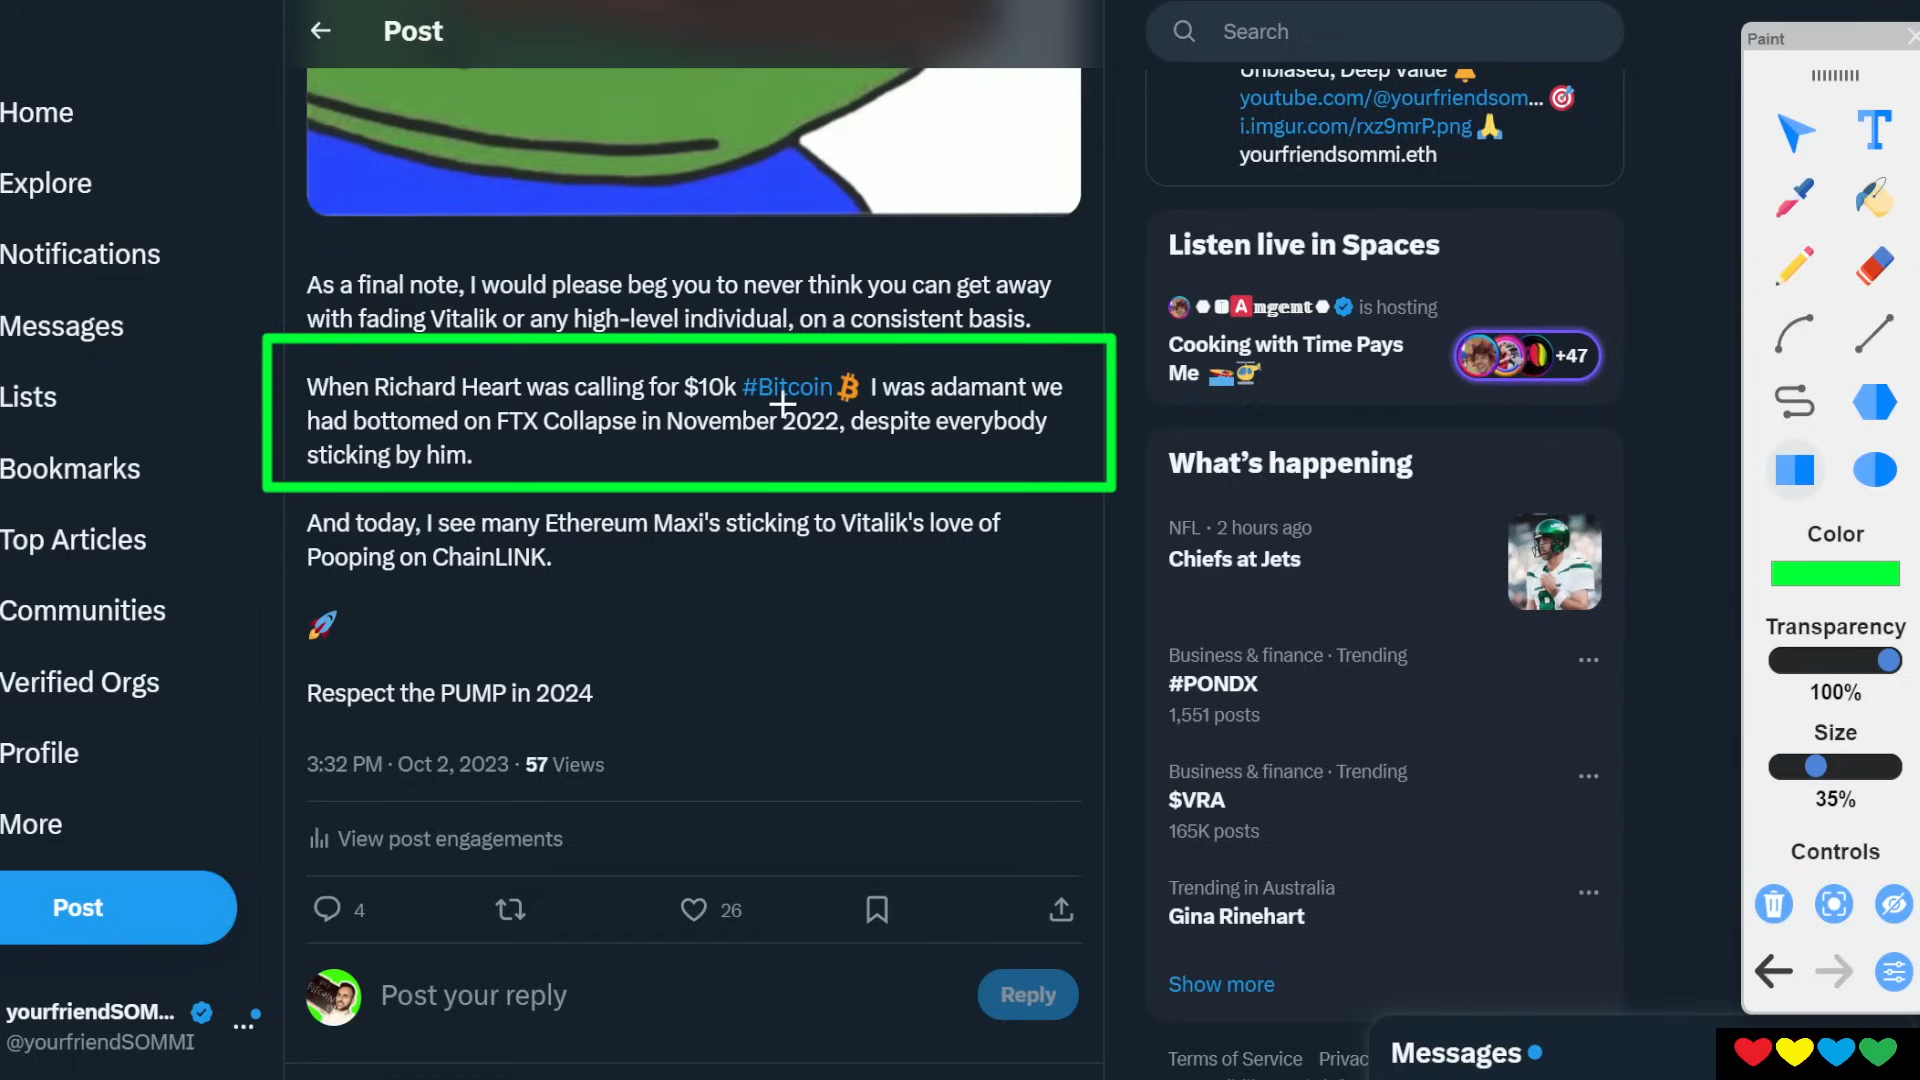 Post
Home
Explore
Notifications
Messages
Lists
Bookmarks
Top Articles
Communities
Verified Orgs
Profile
More
Post
yourfriendSOM...
@yourfriendSOMMI
As a final note, I would please beg you to never think you can get away
with fading Vitalik or any high-level individual, on a consistent basis.
When Richard Heart was calling for $10k #Bitcoin I was adamant we
had bottomed on FTX Collapse in November 2022, despite everybody
sticking by him.
And today, I see many Ethereum Maxi's sticking to Vitalik's love of
Pooping on ChainLINK.
Respect the PUMP in 2024
3:32 PM · Oct 2, 2023 · 57 Views
View post engagements
4
26
Post your reply
Reply
Search
Unbiased, Deep Value
youtube.com/@yourfriendsom...
i.imgur.com/rxz9mrP.png
yourfriendsommi.eth
Listen live in Spaces
is hosting
Cooking with Time Pays
Me
+47
What's happening
NFL · 2 hours ago
Chiefs at Jets
Business & finance · Trending
#PONDX
1,551 posts
Business & finance · Trending
$VRA
165K posts
Trending in Australia
Gina Rinehart
Show more
Terms of Service Privac
Messages
Paint
T
Color
Transparency
100%
Size
35%
Controls